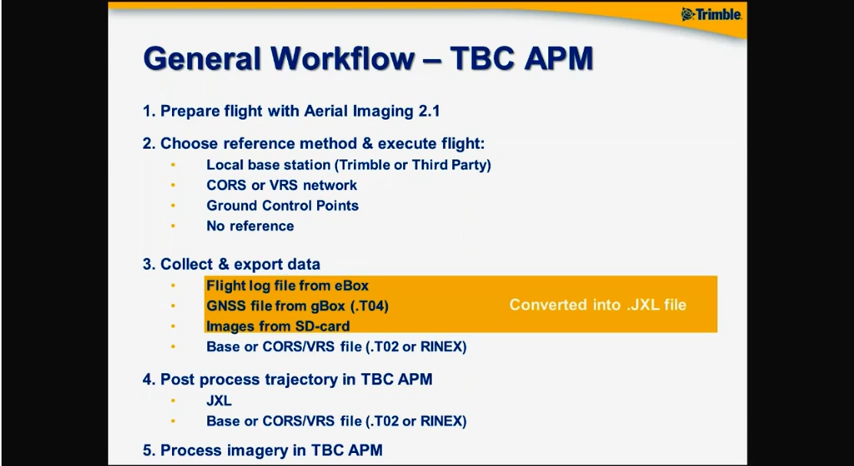 Trimble
General Workflow – TBC APM
1. Prepare flight with Aerial Imaging 2.1
2. Choose reference method & execute flight:
• Local base station (Trimble or Third Party)
• CORS or VRS network
• Ground Control Points
• No reference
3. Collect & export data
• Flight log file from eBox
• GNSS file from gBox (.T04) Converted into .JXL file
• Images from SD-card
• Base or CORS/VRS file (.T02 or RINEX)
4. Post process trajectory in TBC APM
• JXL
• Base or CORS/VRS file (.T02 or RINEX)
5. Process imagery in TBC APM